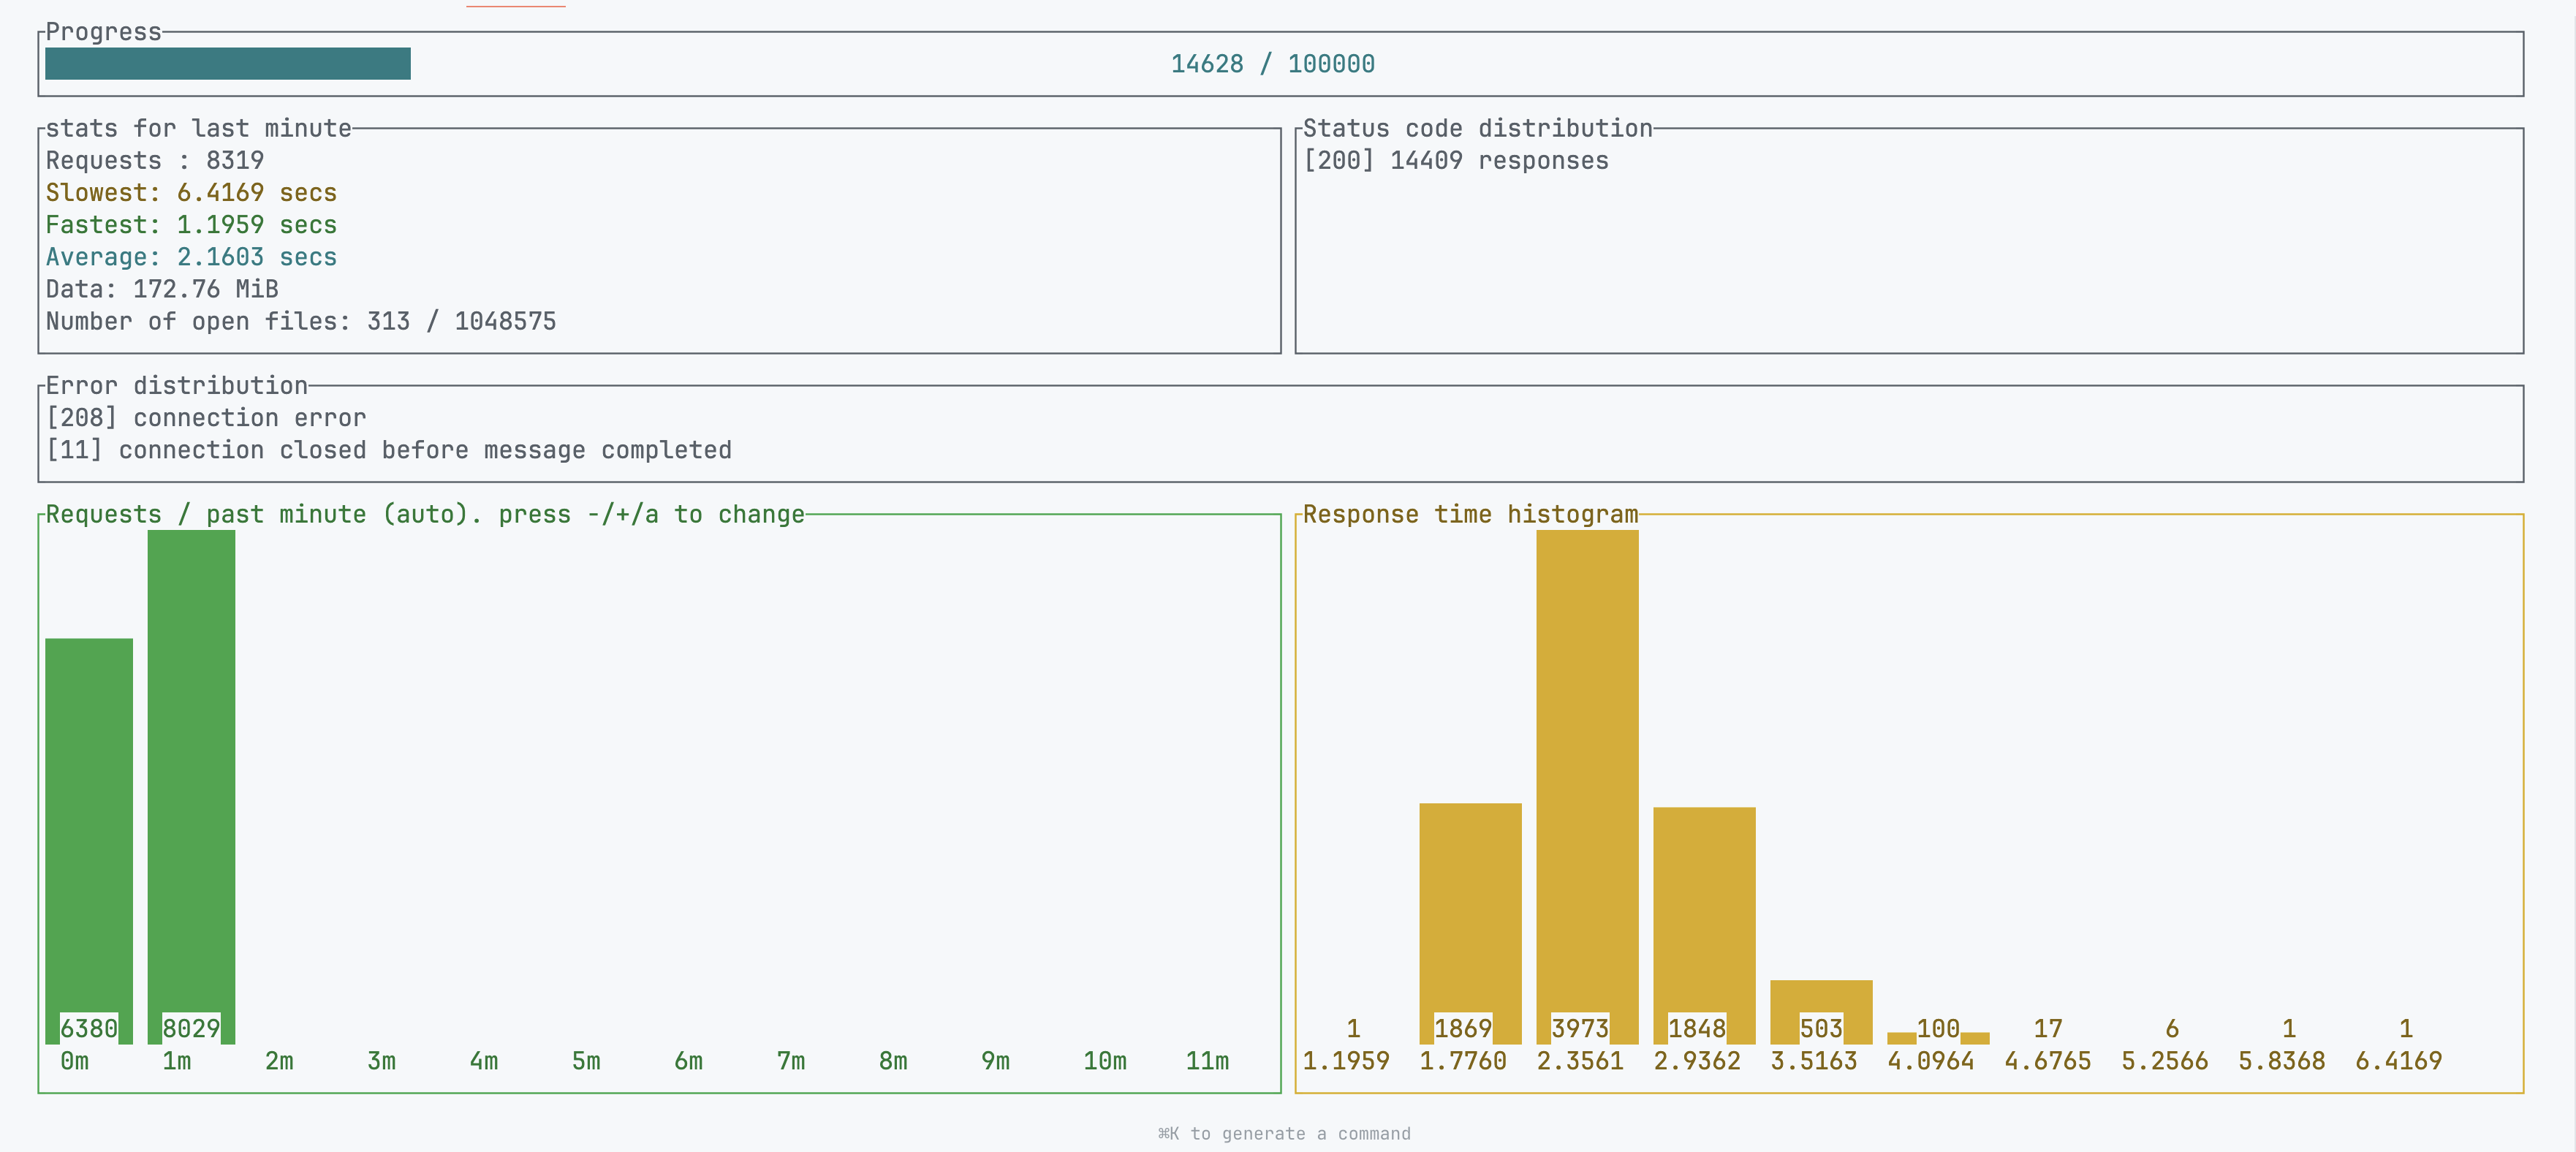 Progress
14628 / 100000
stats for last minute
Requests : 8319
Slowest: 6.4169 secs
Fastest: 1.1959 secs
Average: 2.1603 secs
Data: 172.76 MiB
Number of open files: 313 / 1048575
Status code distribution
[200] 14409 responses
Error distribution
[208] connection error
[11] connection closed before message completed
Requests / past minute (auto). press -/+/a to change
6380 8029
0m 1m 2m 3m 4m 5m 6m 7m 8m 9m 10m 11m
Response time histogram
1 1869 3973 1848 503 100 17 6 1 1
1.1959 1.7760 2.3561 2.9362 3.5163 4.0964 4.6765 5.2566 5.8368 6.4169
⌘K to generate a command